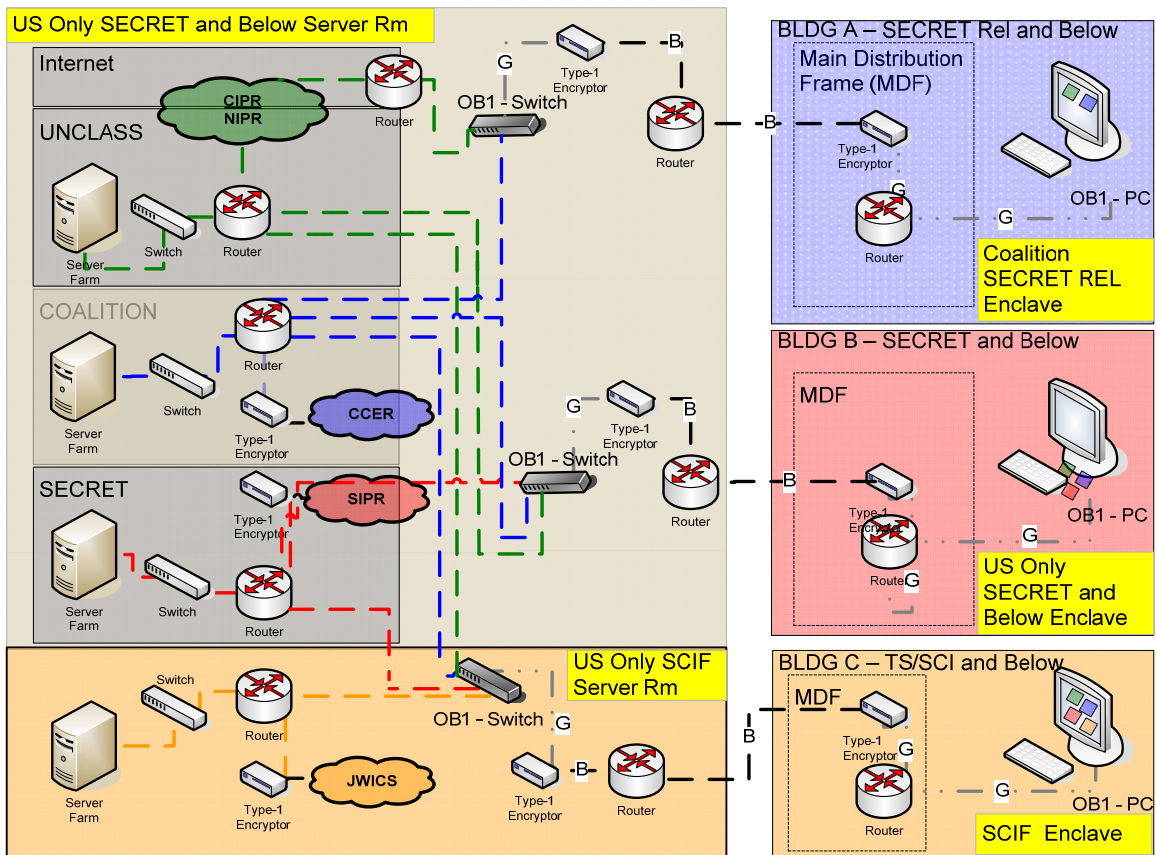 US Only SECRET and Below Server Rm
Internet
CIPR
NIPR
Router
UNCLASS
Server
Farm
Switch
Router
COALITION
Server
Farm
Switch
Router
Type-1
Encryptor
CCER
SECRET
Type-1
Encryptor
SIPR
Server
Farm
Switch
Router
OB1 - Switch
G
Type-1
Encryptor
B
Router
B
OB1 - Switch
G
Type-1
Encryptor
B
Router
B
US Only SCIF
Server Rm
Switch
Server
Farm
Router
Type-1
Encryptor
JWICS
OB1 - Switch
G
Type-1
Encryptor
B
Router
B
BLDG A – SECRET Rel and Below
Main Distribution
Frame (MDF)
Type-1
Encryptor
G
Router
G
OB1 - PC
Coalition
SECRET REL
Enclave
BLDG B – SECRET and Below
MDF
Type-1
Encryptor
Router
G
G
OB1 - PC
US Only
SECRET and
Below Enclave
BLDG C – TS/SCI and Below
MDF
Type-1
Encryptor
G
Router
G
OB1 - PC
SCIF Enclave